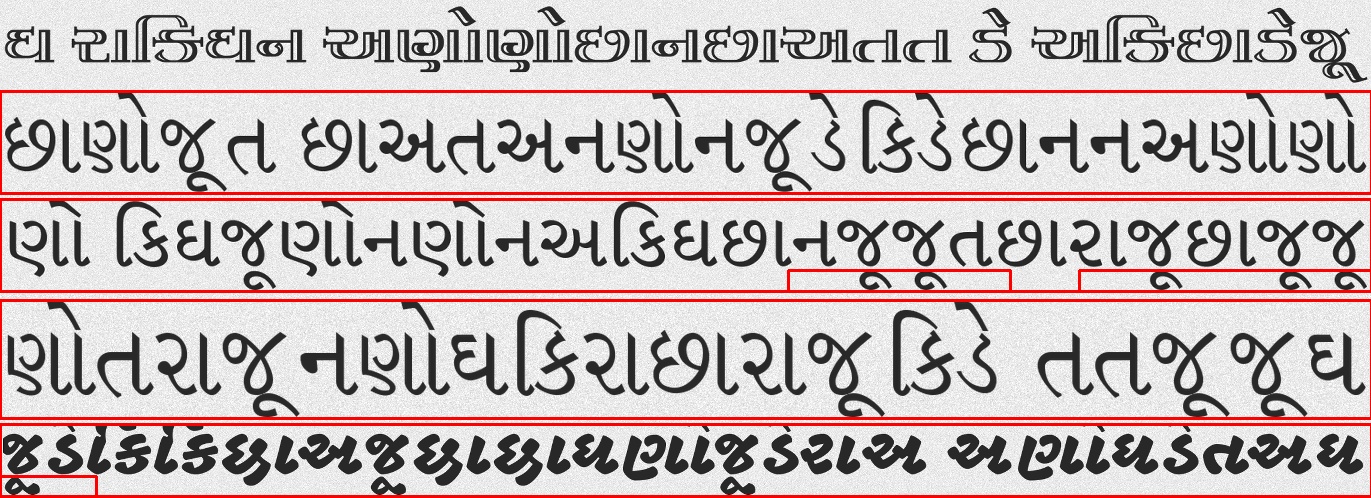 ઘ રાકિઘન અણોણોછાનછાઅતત ડે અકિછાડેજૂ
છાણોજૂત છાઅતઅનણોનજૂડેકિડેછાનનઅણોણો
ણો કિઘજૂણોનણોનઅકિઘછાનજૂજૂતછારાજૂછાજૂજૂ
ણોતરાજૂનણોઘકિરાછારાજૂકિડે તતજૂજૂઘ
જૂડેકિકિછાઅજૂછાછાઘણોજૂડેરાઅ અણોઘડેતઅઘ